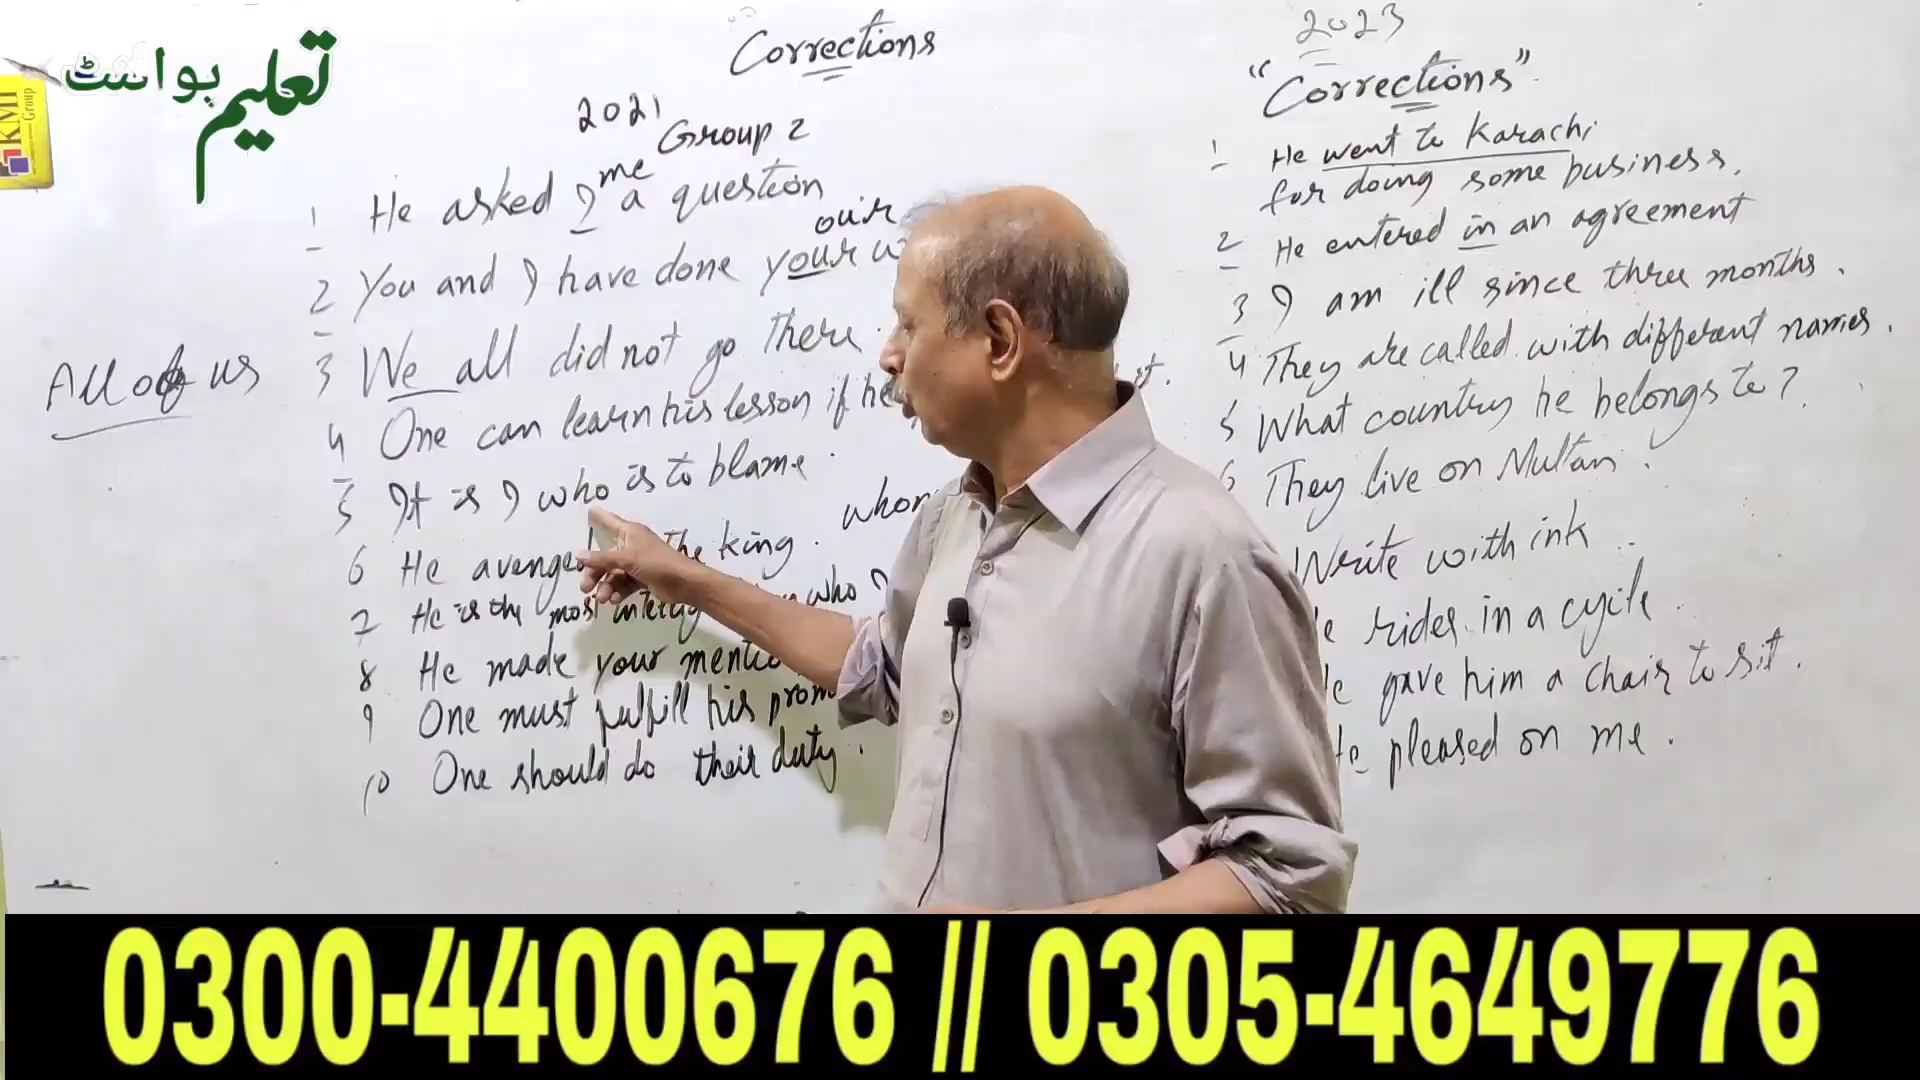 تعلیم پوائنٹ
KMI
Group
Corrections
2021
Group 2
me
1 He asked I a question
our
2 You and I have done your
3 We all did not go there.
All of us
4 One can learn his lesson if he it.
5 It is I who is to blame.
6 He avenged the king.
7 He is the most who I
8 He made your
9 One must fulfill his
10 One should do their duty.
2023
"Corrections"
1 He went to Karachi
for doing some business.
2 He entered in an agreement
3 I am ill since three months.
4 They are called with different names.
5 What country he belongs to?
6 They live on Multan.
Write with ink
rides in a cycle
gave him a chair to sit.
pleased on me.
0300-4400676 // 0305-4649776